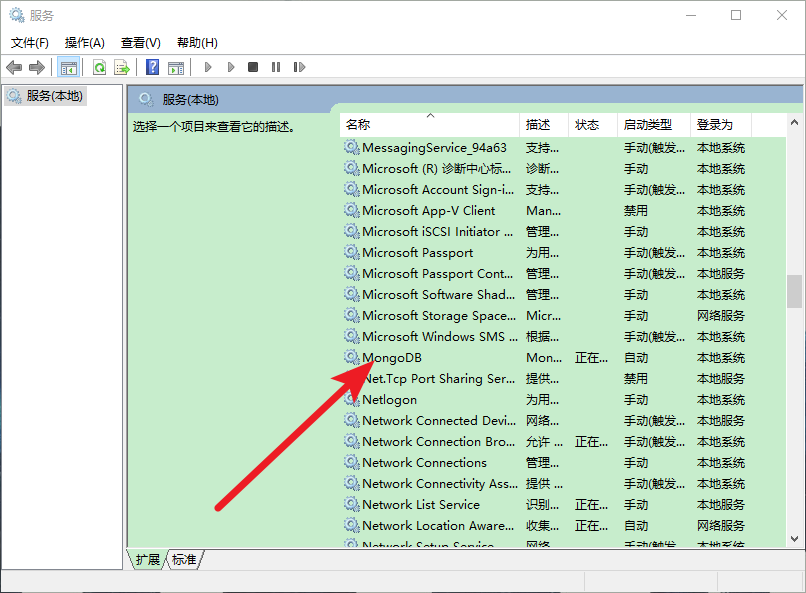 服务
文件(F) 操作(A) 查看(V) 帮助(H)
服务(本地)
服务(本地)
选择一个项目来查看它的描述。
名称 描述 状态 启动类型 登录为
MessagingService_94a63 支持... 手动(触发... 本地系统
Microsoft (R) 诊断中心标... 诊断... 手动 本地系统
Microsoft Account Sign-i... 支持... 手动(触发... 本地系统
Microsoft App-V Client Man... 禁用 本地系统
Microsoft iSCSI Initiator ... 管理... 手动 本地系统
Microsoft Passport 为用... 手动(触发... 本地系统
Microsoft Passport Cont... 管理... 手动(触发... 本地服务
Microsoft Software Shad... 管理... 手动 本地系统
Microsoft Storage Space... Micr... 手动 网络服务
Microsoft Windows SMS ... 根据... 手动(触发... 本地系统
MongoDB Mon... 正在... 自动 本地系统
Net.Tcp Port Sharing Ser... 提供... 禁用 本地服务
Netlogon 为用... 手动 本地系统
Network Connected Devi... 网络... 手动(触发... 本地服务
Network Connection Bro... 允许 ... 正在... 手动(触发... 本地系统
Network Connections 管理... 手动 本地系统
Network Connectivity Ass... 提供 ... 手动(触发... 本地系统
Network List Service 识别... 正在... 手动 本地服务
Network Location Aware... 收集... 正在... 自动 网络服务
Network Setup Service 网络... 手动(触发... 本地系统
扩展 标准